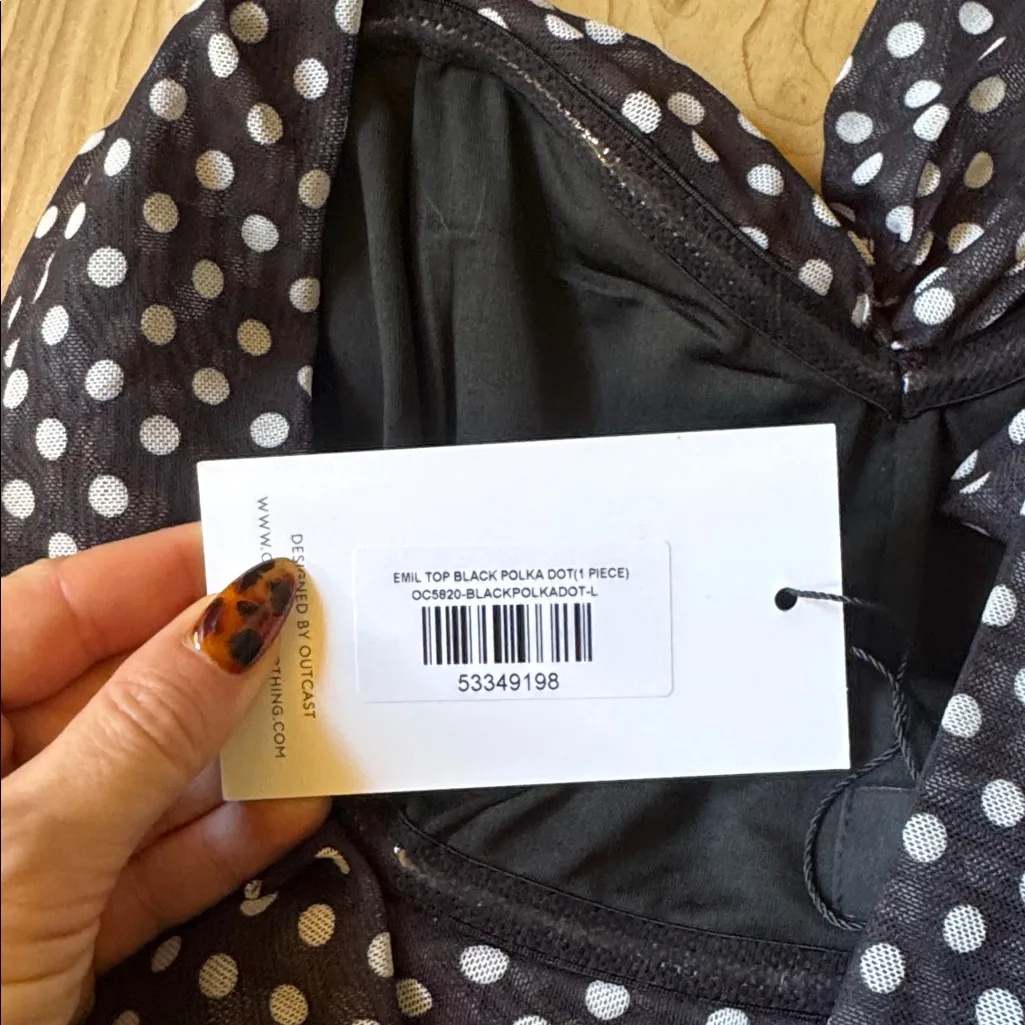 EMIL TOP BLACK POLKA DOT(1 PIECE)
OC5820-BLACKPOLKADOT-L
53349198
DESIGNED BY OUTCAST